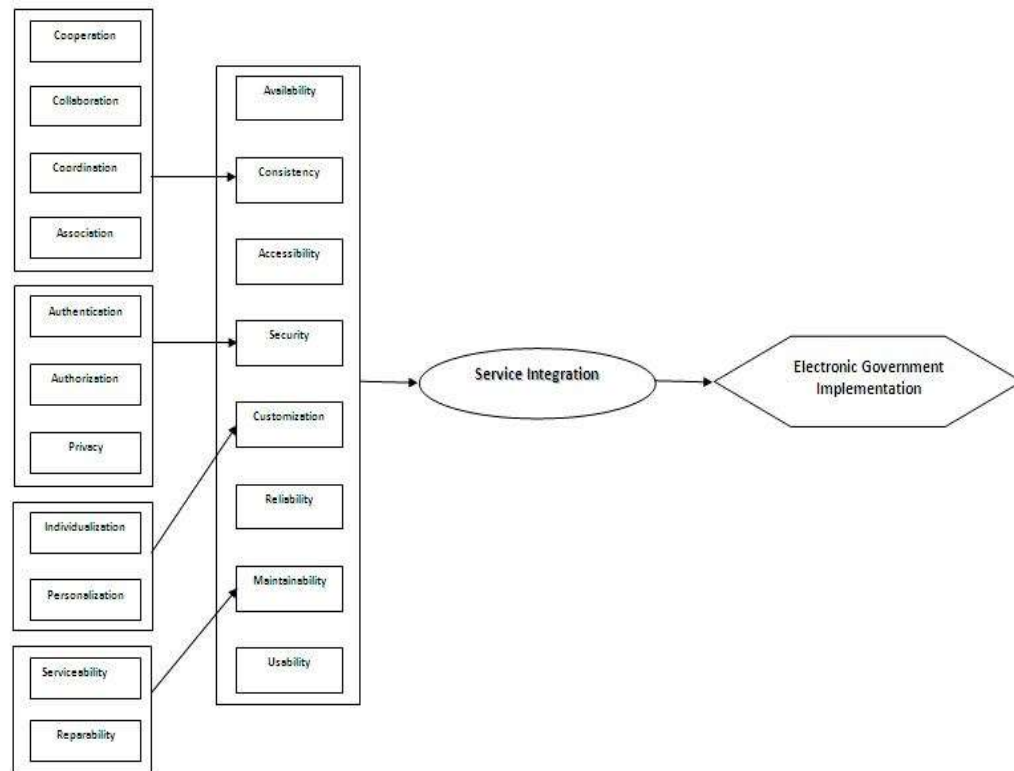 Cooperation
Collaboration
Coordination
Association
Authentication
Authorization
Privacy
Individualization
Personalization
Serviceability
Reparability
Availability
Consistency
Accessibility
Security
Customization
Reliability
Maintainability
Usability
Service Integration
Electronic Government
Implementation